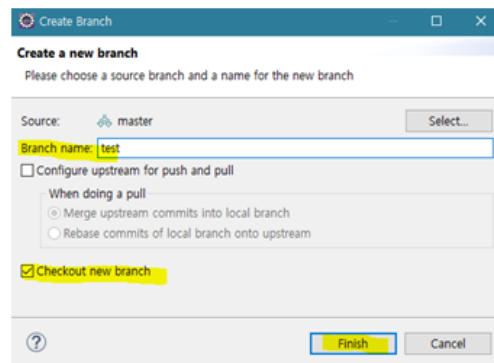 Create Branch
Create a new branch
Please choose a source branch and a name for the new branch
Source: master Select...
Branch name: test
Configure upstream for push and pull
When doing a pull
Merge upstream commits into local branch
Rebase commits of local branch onto upstream
Checkout new branch
? Finish Cancel